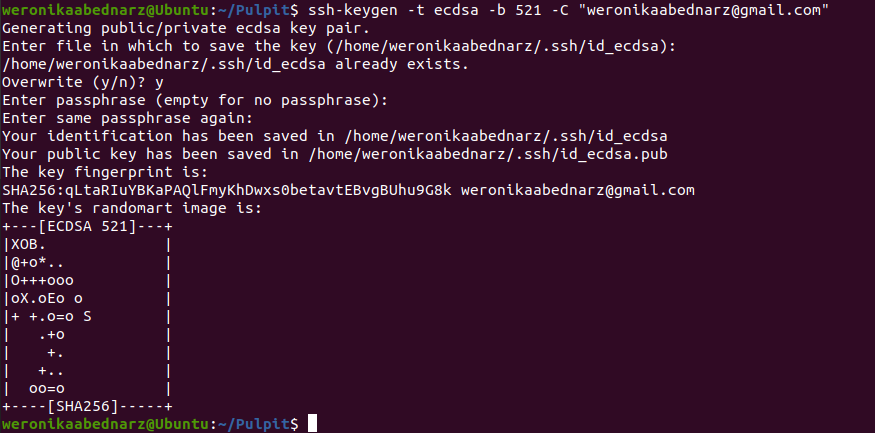 weronikaabednarz@Ubuntu:~/Pulpit$ ssh-keygen -t ecdsa -b 521 -C "weronikaabednarz@gmail.com"
Generating public/private ecdsa key pair.
Enter file in which to save the key (/home/weronikaabednarz/.ssh/id_ecdsa):
/home/weronikaabednarz/.ssh/id_ecdsa already exists.
Overwrite (y/n)? y
Enter passphrase (empty for no passphrase):
Enter same passphrase again:
Your identification has been saved in /home/weronikaabednarz/.ssh/id_ecdsa
Your public key has been saved in /home/weronikaabednarz/.ssh/id_ecdsa.pub
The key fingerprint is:
SHA256:qLtaRIuYBKaPAQlFmyKhDwxs0betavtEBvgBUhu9G8k weronikaabednarz@gmail.com
The key's randomart image is:
+---[ECDSA 521]---+
|XOB.             |
|@+o*..           |
|O+++ooo          |
|oX.oEo o         |
|+ +.o=o S        |
|   .+o           |
|    +.           |
|   +..           |
|  oo=o           |
+----[SHA256]-----+
weronikaabednarz@Ubuntu:~/Pulpit$